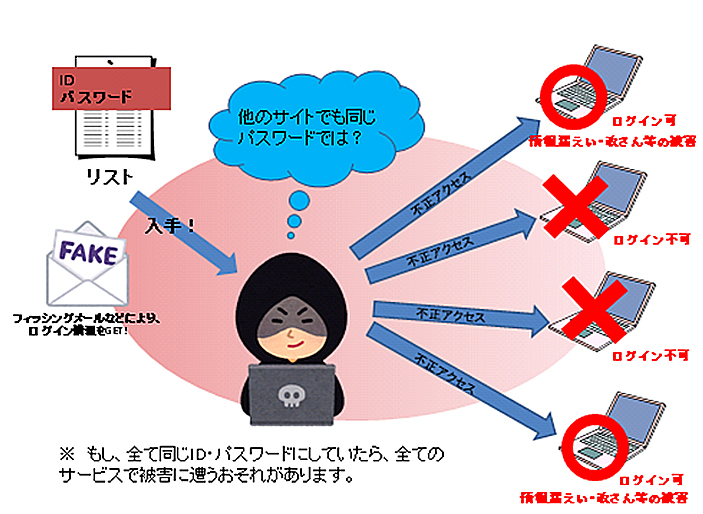 ID
パスワード
リスト
他のサイトでも同じ
パスワードでは？
入手！
FAKE
フィッシングメールなどにより、
ログイン情報をGET!
不正アクセス
ログイン可
情報漏えい・改ざん等の被害
不正アクセス
ログイン不可
不正アクセス
ログイン不可
不正アクセス
ログイン可
情報漏えい・改ざん等の被害
※ もし、全て同じID・パスワードにしていたら、全ての
サービスで被害に遭うおそれがあります。